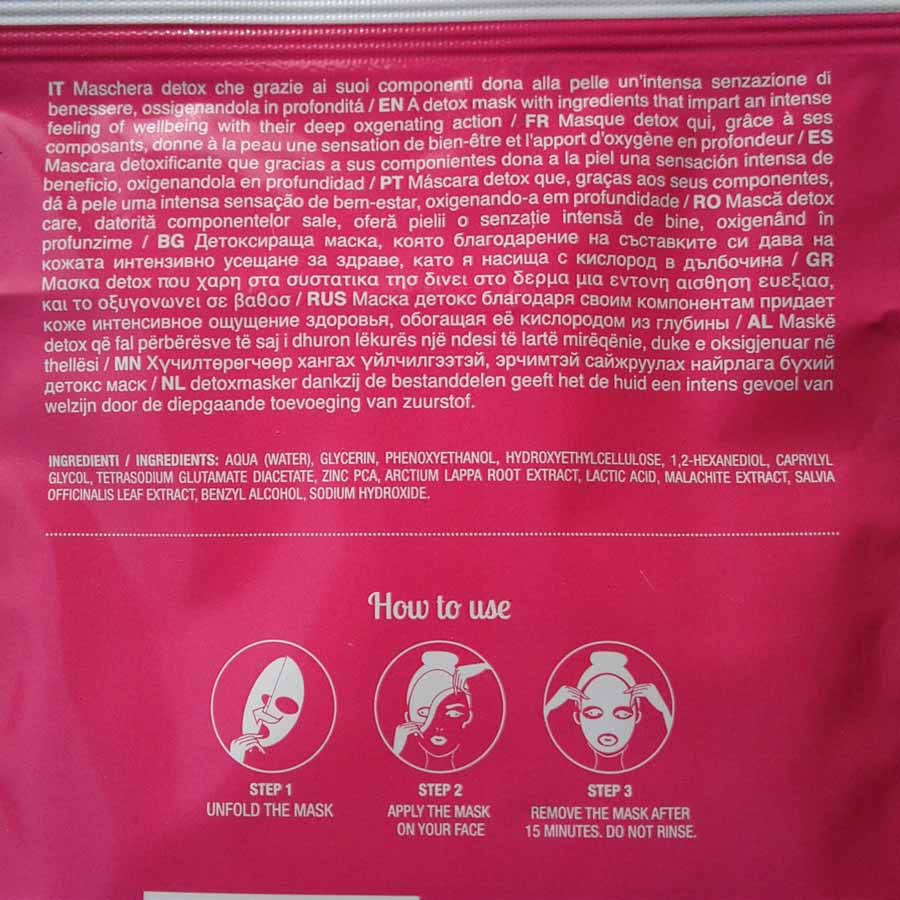 IT Maschera detox che grazie ai suoi componenti dona alla pelle un'intensa senzazione di
benessere, ossigenandola in profonditá / EN A detox mask with ingredients that impart an intense
feeling of wellbeing with their deep oxgenating action / FR Masque detox qui, grâce à ses
composants, donne à la peau une sensation de bien-être et l'apport d'oxygène en profondeur / ES
Mascara detoxificante que gracias a sus componientes dona a la piel una sensación intensa de
beneficio, oxigenandola en profundidad / PT Máscara detox que, graças aos seus componentes,
dá à pele uma intensa sensação de bem-estar, oxigenando-a em profundidade / RO Mască detox
care, datorită componentelor sale, oferă pielii o senzație intensă de bine, oxigenând în
profunzime / BG Детоксираща маска, която благодарение на съставките си дава на
кожата интензивно усещане за здраве, като я насища с кислород в дълбочина / GR
Μασκα detox που χαρη στα συστατικα τησ δινει στο δερμα μια εντονη αισθηση ευεξιασ,
και το οξυγονωνει σε βαθοσ / RUS Маска детокс благодаря своим компонентам придает
коже интенсивное ощущение здоровья, обогащая её кислородом из глубины / AL Maskë
detox që fal përbërësve të saj i dhuron lëkurës një ndesi të lartë mirëqënie, duke e oksigjenuar në
thellësi / MN Хүчилтөрөгчөөр хангах үйлчилгээтэй, эрчимтэй сайжруулах найрлага бүхий
детокс маск / NL detoxmasker dankzij de bestanddelen geeft het de huid een intens gevoel van
welzijn door de diepgaande toevoeging van zuurstof.
INGREDIENTI / INGREDIENTS: AQUA (WATER), GLYCERIN, PHENOXYETHANOL, HYDROXYETHYLCELLULOSE, 1,2-HEXANEDIOL, CAPRYLYL
GLYCOL, TETRASODIUM GLUTAMATE DIACETATE, ZINC PCA, ARCTIUM LAPPA ROOT EXTRACT, LACTIC ACID, MALACHITE EXTRACT, SALVIA
OFFICINALIS LEAF EXTRACT, BENZYL ALCOHOL, SODIUM HYDROXIDE.
How to use
STEP 1
UNFOLD THE MASK
STEP 2
APPLY THE MASK
ON YOUR FACE
STEP 3
REMOVE THE MASK AFTER
15 MINUTES. DO NOT RINSE.